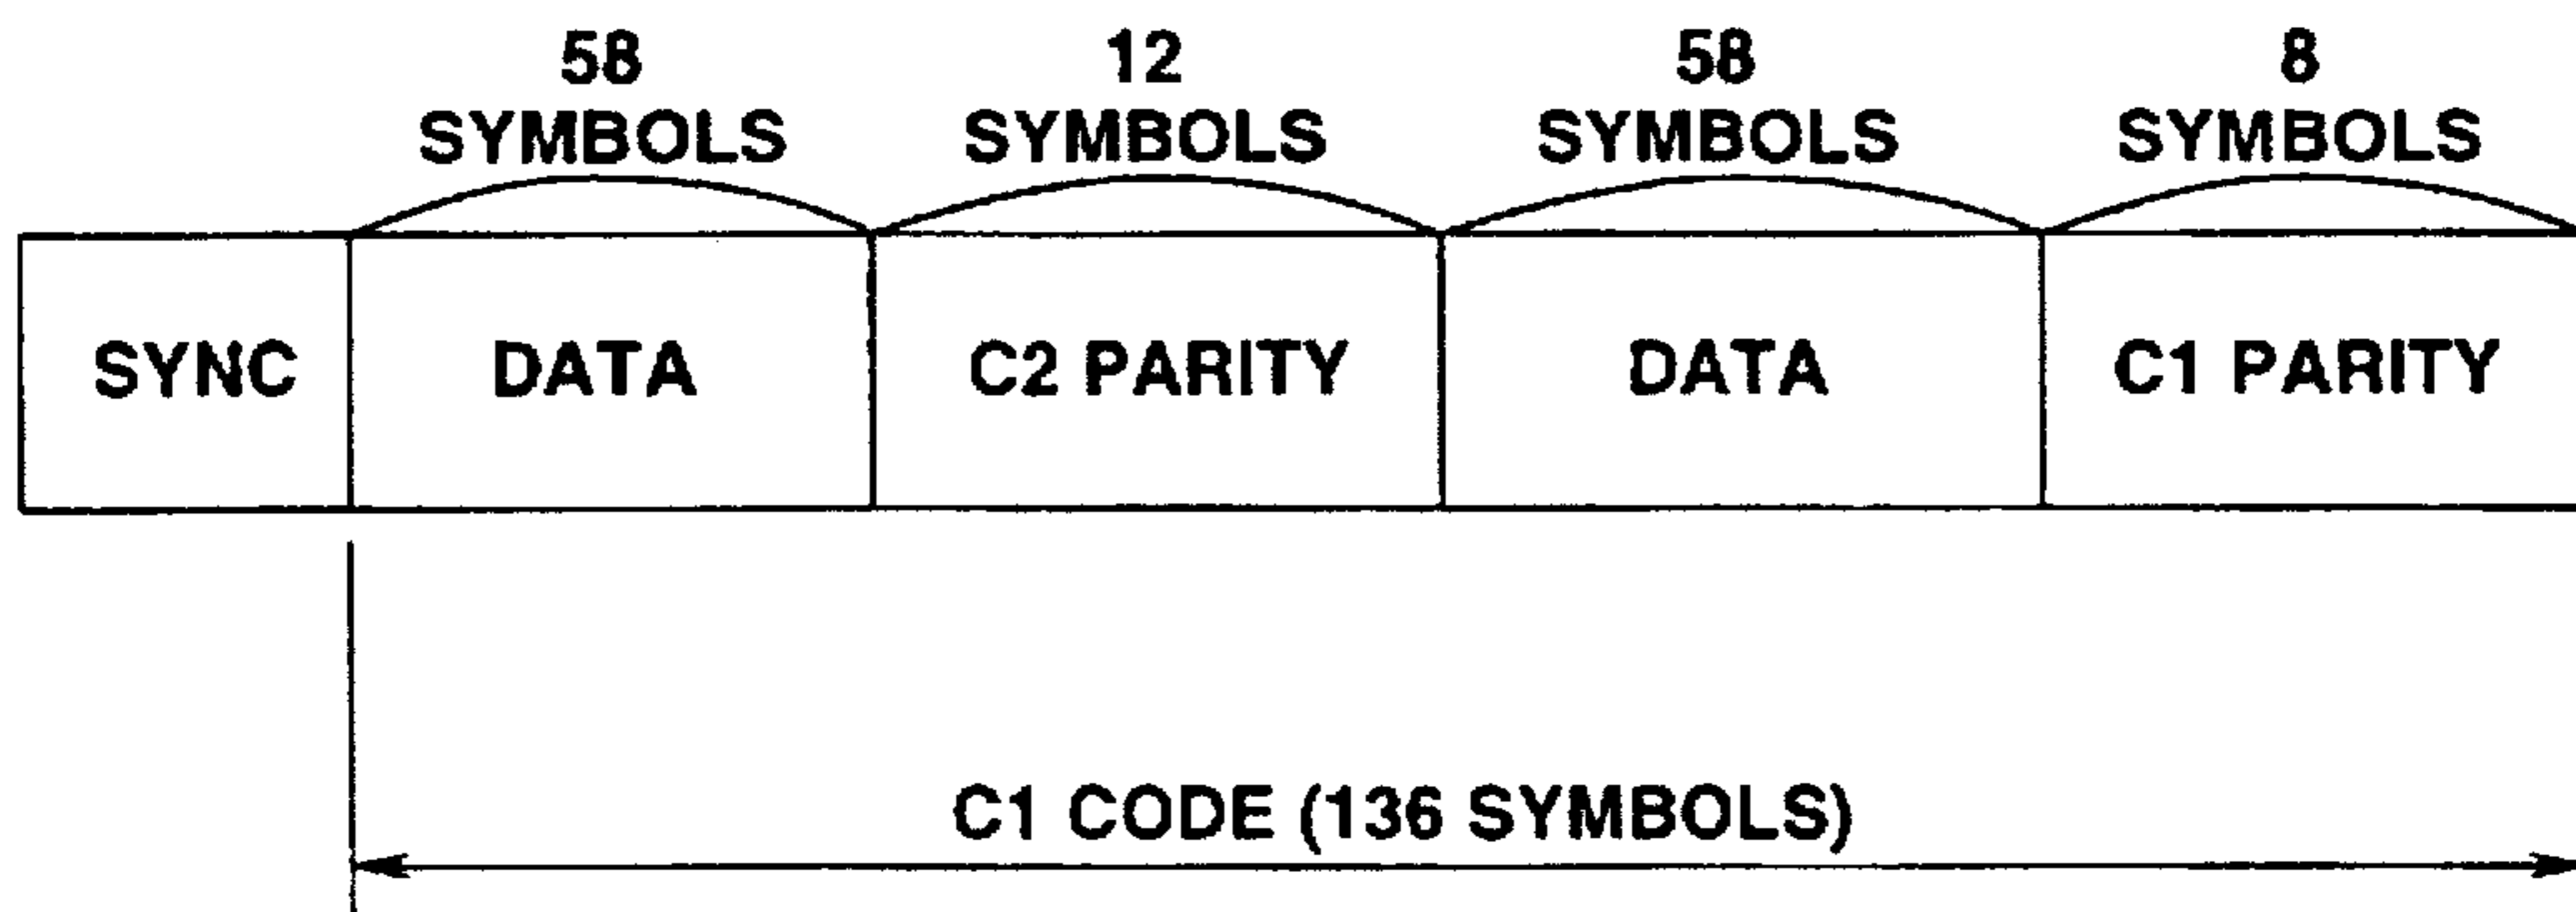 58 12 58 8
SYMBOLS SYMBOLS SYMBOLS SYMBOLS
SYNC DATA C2 PARITY DATA C1 PARITY
C1 CODE (136 SYMBOLS)